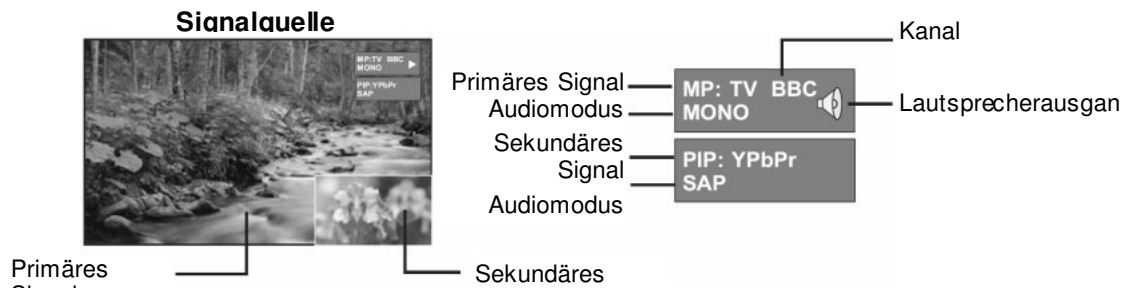 Signalquelle
MP:TV BBC
MONO
PIP:YPbPr
SAP
Primäres
Sekundäres
Kanal
Primäres Signal
Audiomodus
Sekundäres
Signal
Audiomodus
MP: TV BBC
MONO
PIP: YPbPr
SAP
Lautsprecherausgan